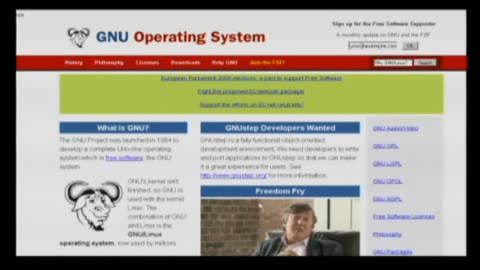 GNU Operating System
Sign up for the Free Software Supporter
A monthly update on GNU and the FSF
you@example.com
Ok
History Philosophy Licenses Downloads Help GNU Join the FSF!
Why GNU/Linux?
Search
European Parliament 2009 elections: a pact to support Free Software
Fight the proposed EU telecom package!
Support the efforts on EU net neutrality!
What is GNU?
The GNU Project was launched in 1984 to
develop a complete Unix-like operating
system which is free software: the GNU
system.
GNU's kernel isn't
finished, so GNU is
used with the kernel
Linux. The
combination of GNU
and Linux is the
GNU/Linux
operating system, now used by millions
GNUstep Developers Wanted
GNUstep is a fully functional object-oriented
development environment. We need developers to write
and port applications to GNUstep so that we can make
it a great experience for users. See
http://www.gnustep.org/ for more information.
Freedom Fry
GNU Audio/Video
GNU GPL
GNU LGPL
GNU AGPL
Free Software Licenses
Philosophy
GNU Packages